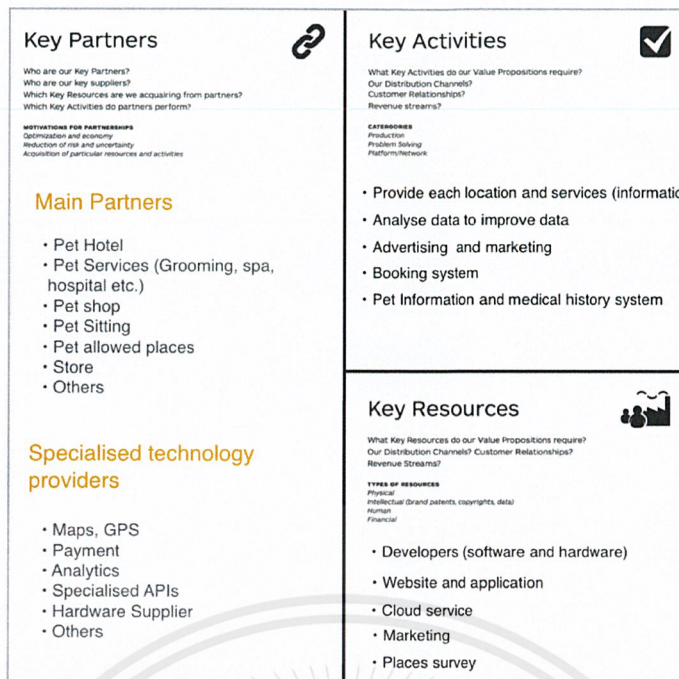 Key Partners
Who are our Key Partners?
Who are our key suppliers?
Which Key Resources are we acquairing from partners?
Which Key Activities do partners perform?
MOTIVATIONS FOR PARTNERSHIPS
Optimization and economy
Reduction of risk and uncertainty
Acquisition of particular resources and activities
Main Partners
• Pet Hotel
• Pet Services (Grooming, spa,
hospital etc.)
• Pet shop
• Pet Sitting
• Pet allowed places
• Store
• Others
Specialised technology
providers
• Maps, GPS
• Payment
• Analytics
• Specialised APIs
• Hardware Supplier
• Others
Key Activities
What Key Activities do our Value Propositions require?
Our Distribution Channels?
Customer Relationships?
Revenue streams?
CATERGORIES
Production
Problem Solving
Platform/Network
• Provide each location and services (informatio
• Analyse data to improve data
• Advertising and marketing
• Booking system
• Pet Information and medical history system
Key Resources
What Key Resources do our Value Propositions require?
Our Distribution Channels? Customer Relationships?
Revenue Streams?
TYPES OF RESOURCES
Physical
Intellectual (brand patents, copyrights, data)
Human
Financial
• Developers (software and hardware)
• Website and application
• Cloud service
• Marketing
• Places survey